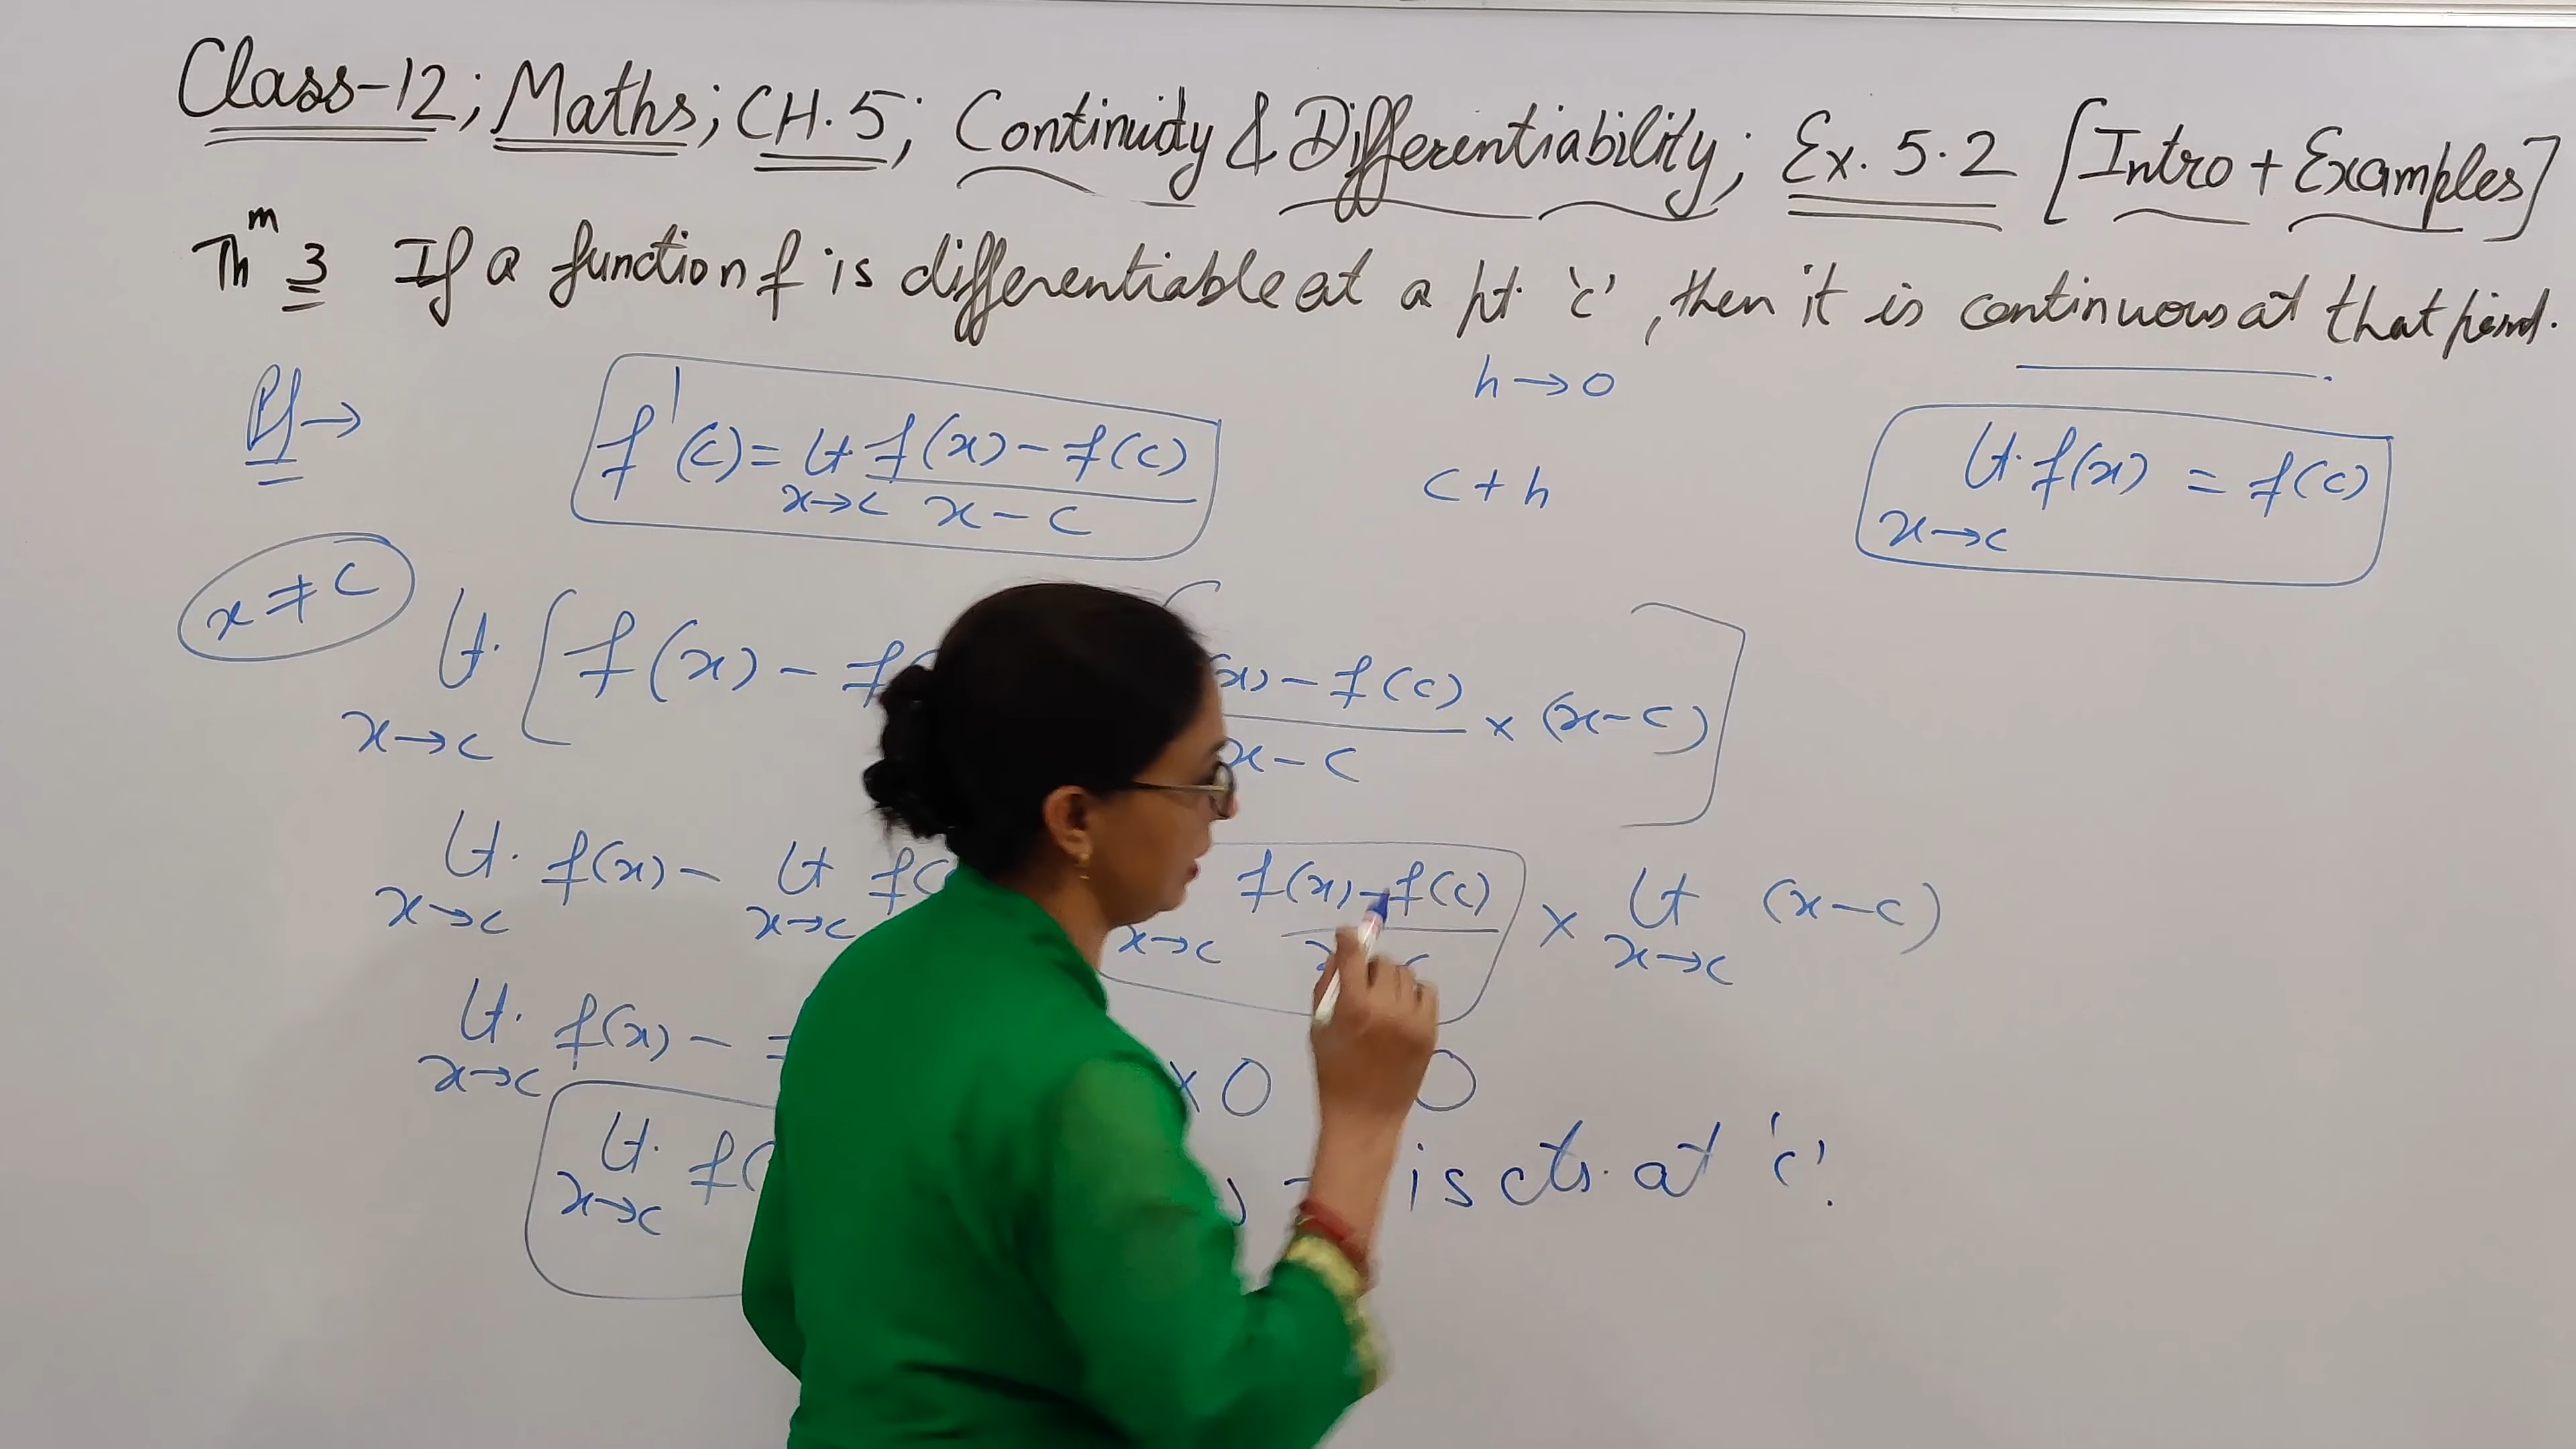 Class-12; Maths; CH.5; Continuity & Differentiability; Ex. 5.2 [Intro + Examples]
Thm 3 If a function f is differentiable at a pt. 'c', then it is continuous at that point.
h→0
Pf→ f'(c) = Lt. x→c (f(x) − f(c))/(x − c)
c + h
Lt. x→c f(x) = f(c)
x ≠ c
Lt. x→c [f(x) − f( (x) − f(c) / x − c × (x − c)]
Lt. x→c f(x) − Lt x→c f(c x→c f(x) − f(c) × Lt x→c (x − c)
Lt. x→c f(x) − × 0 0
Lt. x→c f( is cts. at 'c'.